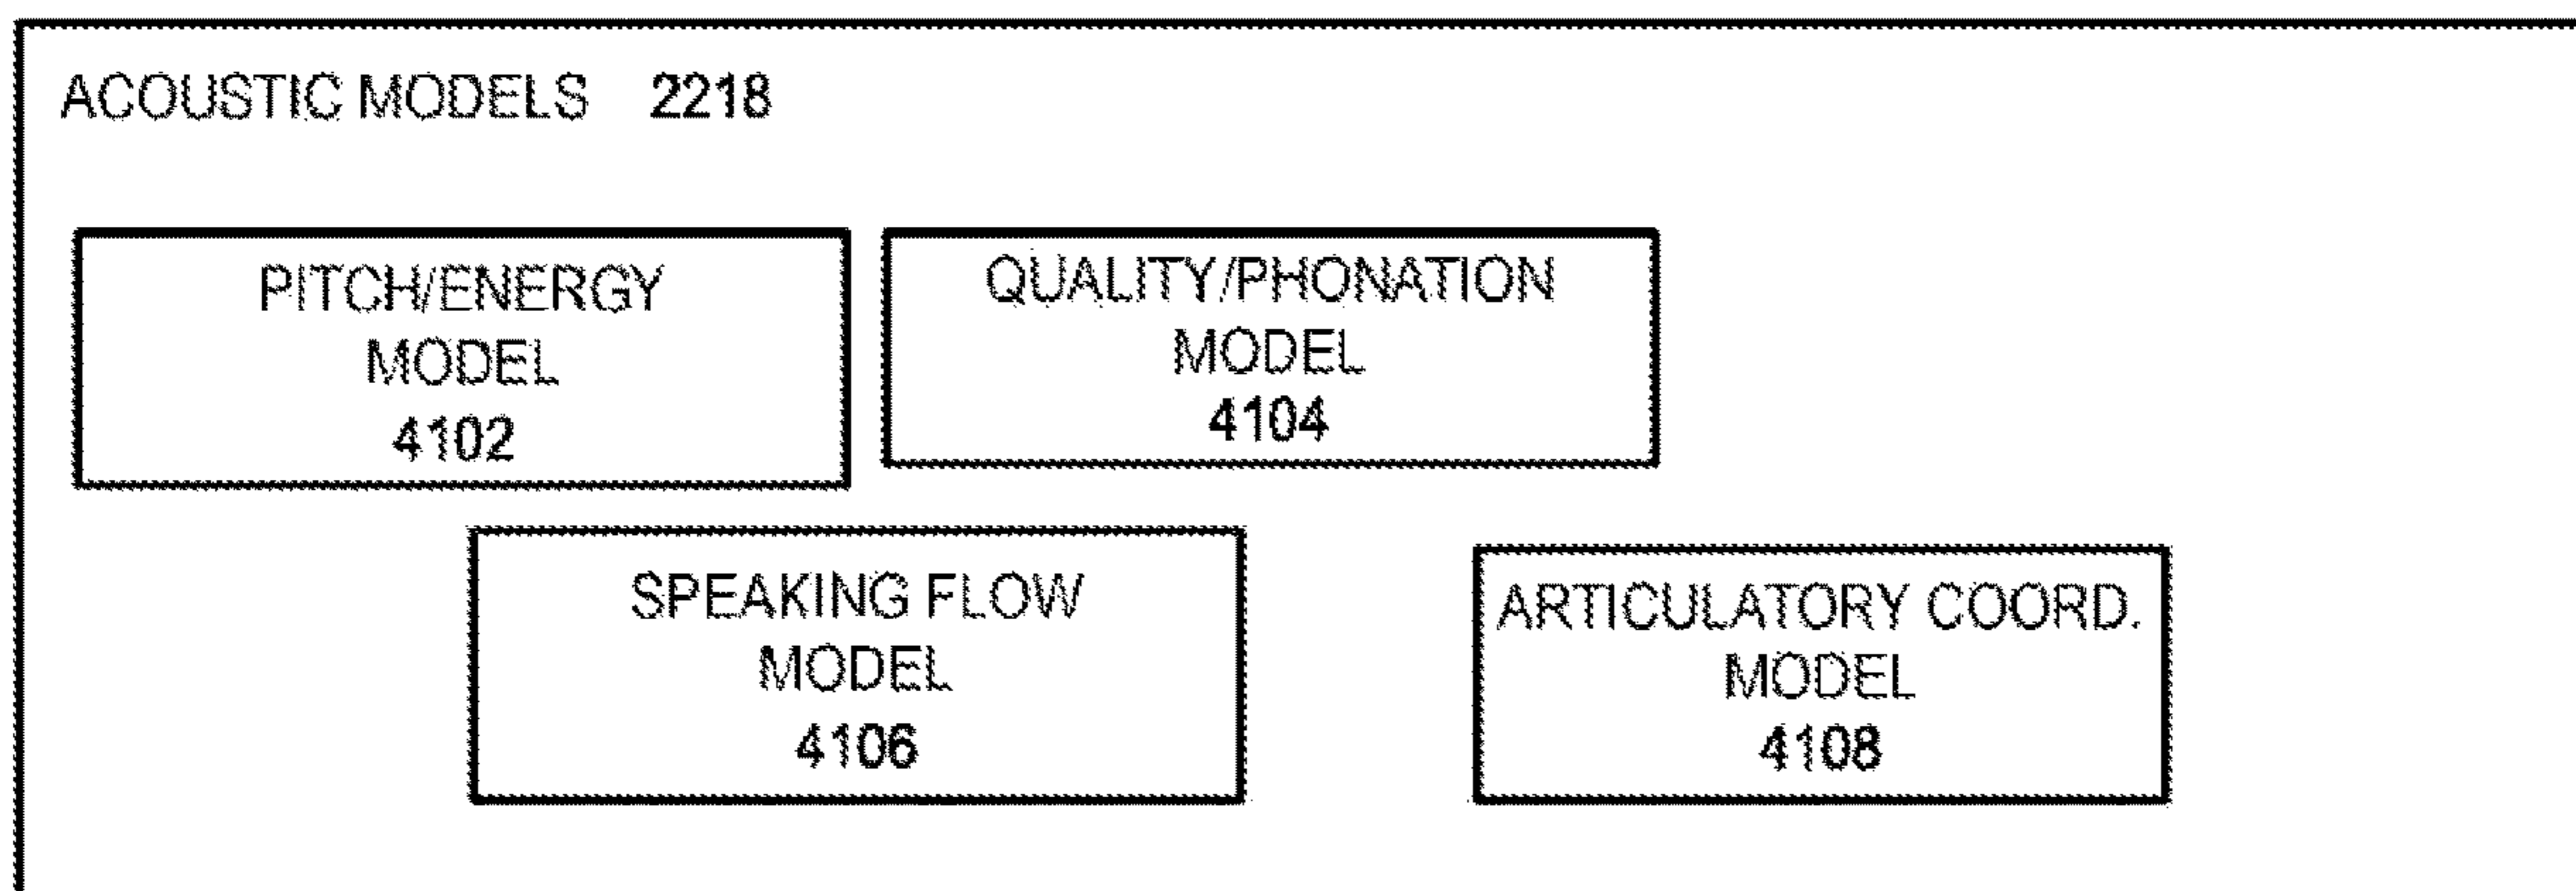 ACOUSTIC MODELS 2218
PITCH/ENERGY
MODEL
4102
QUALITY/PHONATION
MODEL
4104
SPEAKING FLOW
MODEL
4106
ARTICULATORY COORD.
MODEL
4108